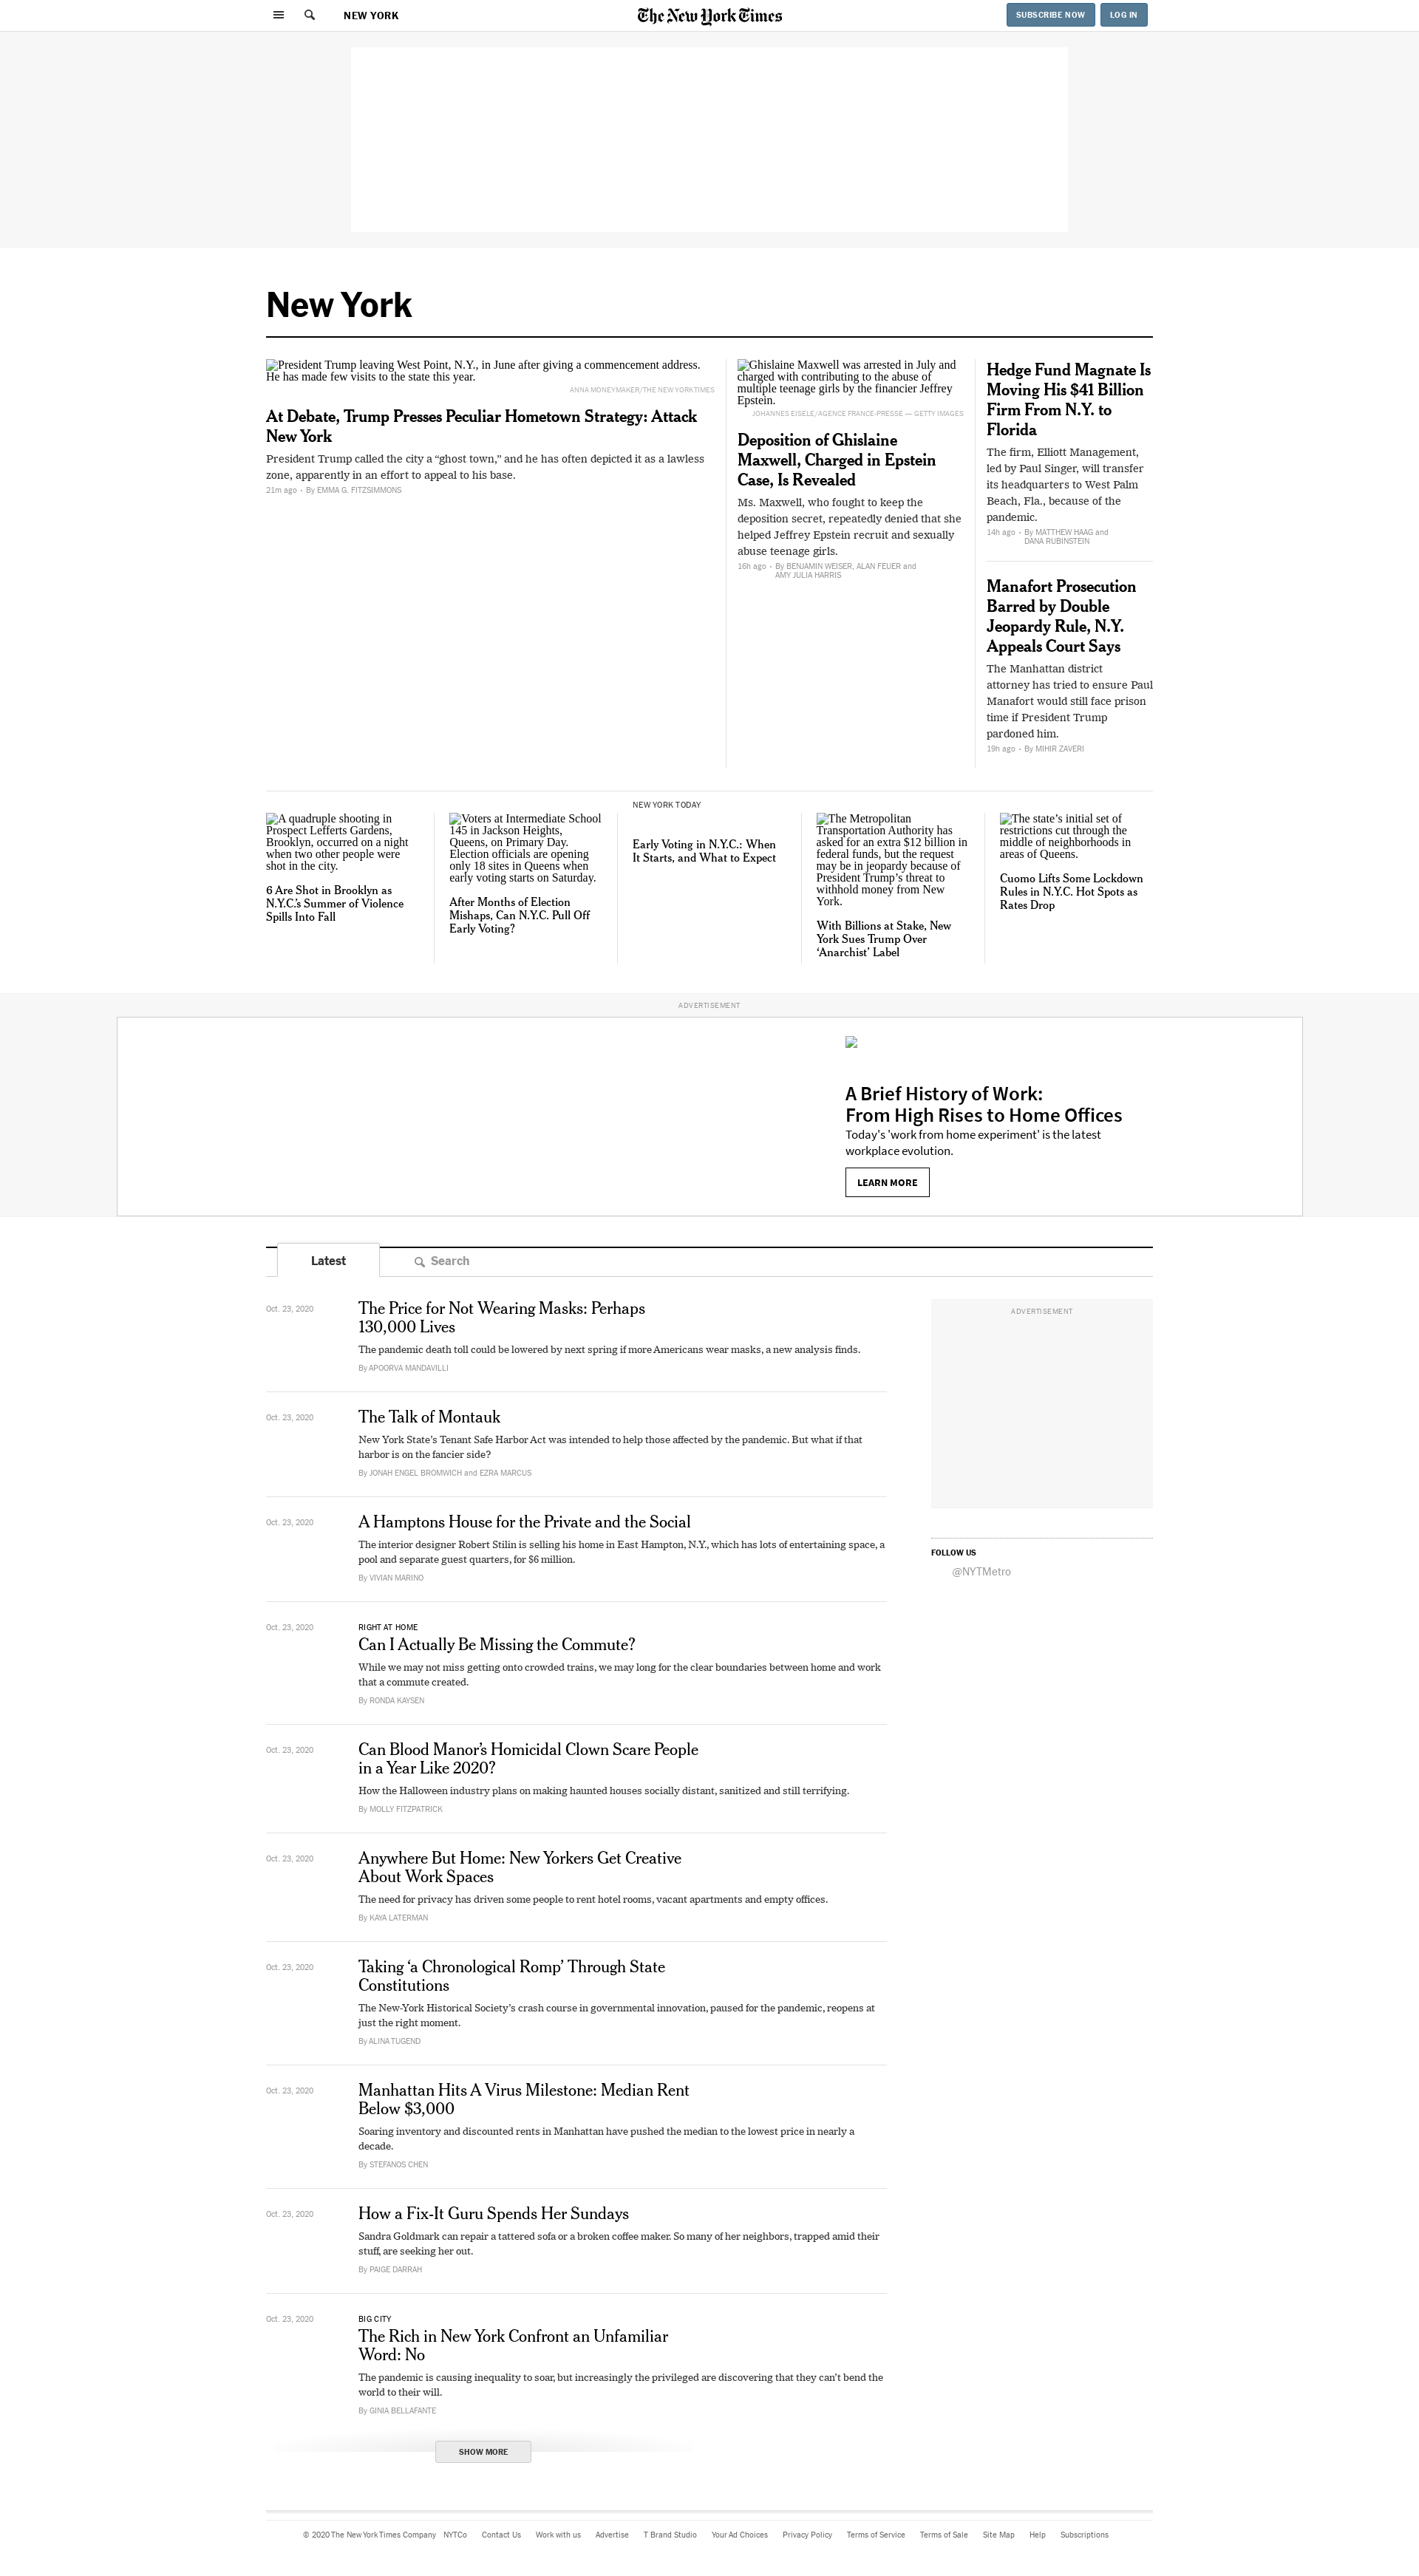 NEW YORK
The New York Times
SUBSCRIBE NOW
LOG IN
New York
President Trump leaving West Point, N.Y., in June after giving a commencement address.
He has made few visits to the state this year.
ANNA MONEYMAKER/THE NEW YORK TIMES
At Debate, Trump Presses Peculiar Hometown Strategy: Attack
New York
President Trump called the city a “ghost town,” and he has often depicted it as a lawless
zone, apparently in an effort to appeal to his base.
21m ago • By EMMA G. FITZSIMMONS
Ghislaine Maxwell was arrested in July and
charged with contributing to the abuse of
multiple teenage girls by the financier Jeffrey
Epstein.
JOHANNES EISELE/AGENCE FRANCE-PRESSE — GETTY IMAGES
Deposition of Ghislaine
Maxwell, Charged in Epstein
Case, Is Revealed
Ms. Maxwell, who fought to keep the
deposition secret, repeatedly denied that she
helped Jeffrey Epstein recruit and sexually
abuse teenage girls.
16h ago • By BENJAMIN WEISER, ALAN FEUER and
AMY JULIA HARRIS
Hedge Fund Magnate Is
Moving His $41 Billion
Firm From N.Y. to
Florida
The firm, Elliott Management,
led by Paul Singer, will transfer
its headquarters to West Palm
Beach, Fla., because of the
pandemic.
14h ago • By MATTHEW HAAG and
DANA RUBINSTEIN
Manafort Prosecution
Barred by Double
Jeopardy Rule, N.Y.
Appeals Court Says
The Manhattan district
attorney has tried to ensure Paul
Manafort would still face prison
time if President Trump
pardoned him.
19h ago • By MIHIR ZAVERI
A quadruple shooting in
Prospect Lefferts Gardens,
Brooklyn, occurred on a night
when two other people were
shot in the city.
6 Are Shot in Brooklyn as
N.Y.C.’s Summer of Violence
Spills Into Fall
Voters at Intermediate School
145 in Jackson Heights,
Queens, on Primary Day.
Election officials are opening
only 18 sites in Queens when
early voting starts on Saturday.
After Months of Election
Mishaps, Can N.Y.C. Pull Off
Early Voting?
NEW YORK TODAY
Early Voting in N.Y.C.: When
It Starts, and What to Expect
The Metropolitan
Transportation Authority has
asked for an extra $12 billion in
federal funds, but the request
may be in jeopardy because of
President Trump’s threat to
withhold money from New
York.
With Billions at Stake, New
York Sues Trump Over
‘Anarchist’ Label
The state’s initial set of
restrictions cut through the
middle of neighborhoods in
areas of Queens.
Cuomo Lifts Some Lockdown
Rules in N.Y.C. Hot Spots as
Rates Drop
ADVERTISEMENT
A Brief History of Work:
From High Rises to Home Offices
Today's 'work from home experiment' is the latest
workplace evolution.
LEARN MORE
Latest
Search
Oct. 23, 2020
The Price for Not Wearing Masks: Perhaps
130,000 Lives
The pandemic death toll could be lowered by next spring if more Americans wear masks, a new analysis finds.
By APOORVA MANDAVILLI
Oct. 23, 2020
The Talk of Montauk
New York State’s Tenant Safe Harbor Act was intended to help those affected by the pandemic. But what if that
harbor is on the fancier side?
By JONAH ENGEL BROMWICH and EZRA MARCUS
Oct. 23, 2020
A Hamptons House for the Private and the Social
The interior designer Robert Stilin is selling his home in East Hampton, N.Y., which has lots of entertaining space, a
pool and separate guest quarters, for $6 million.
By VIVIAN MARINO
Oct. 23, 2020
RIGHT AT HOME
Can I Actually Be Missing the Commute?
While we may not miss getting onto crowded trains, we may long for the clear boundaries between home and work
that a commute created.
By RONDA KAYSEN
Oct. 23, 2020
Can Blood Manor’s Homicidal Clown Scare People
in a Year Like 2020?
How the Halloween industry plans on making haunted houses socially distant, sanitized and still terrifying.
By MOLLY FITZPATRICK
Oct. 23, 2020
Anywhere But Home: New Yorkers Get Creative
About Work Spaces
The need for privacy has driven some people to rent hotel rooms, vacant apartments and empty offices.
By KAYA LATERMAN
Oct. 23, 2020
Taking ‘a Chronological Romp’ Through State
Constitutions
The New-York Historical Society’s crash course in governmental innovation, paused for the pandemic, reopens at
just the right moment.
By ALINA TUGEND
Oct. 23, 2020
Manhattan Hits A Virus Milestone: Median Rent
Below $3,000
Soaring inventory and discounted rents in Manhattan have pushed the median to the lowest price in nearly a
decade.
By STEFANOS CHEN
Oct. 23, 2020
How a Fix-It Guru Spends Her Sundays
Sandra Goldmark can repair a tattered sofa or a broken coffee maker. So many of her neighbors, trapped amid their
stuff, are seeking her out.
By PAIGE DARRAH
Oct. 23, 2020
BIG CITY
The Rich in New York Confront an Unfamiliar
Word: No
The pandemic is causing inequality to soar, but increasingly the privileged are discovering that they can’t bend the
world to their will.
By GINIA BELLAFANTE
SHOW MORE
ADVERTISEMENT
FOLLOW US
@NYTMetro
© 2020 The New York Times Company NYTCo Contact Us Work with us Advertise T Brand Studio Your Ad Choices Privacy Policy Terms of Service Terms of Sale Site Map Help Subscriptions